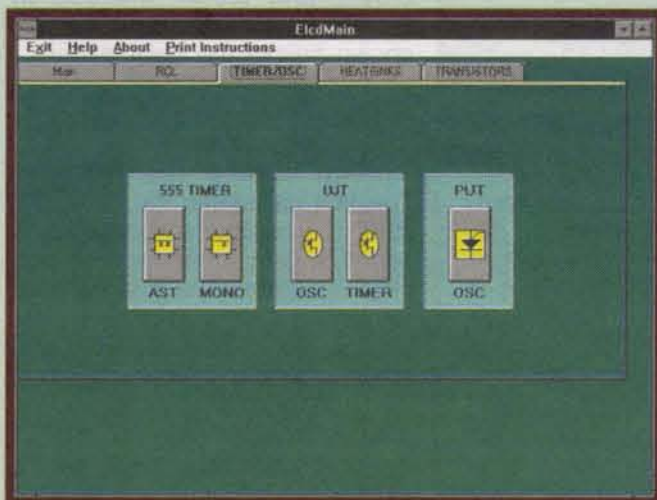 ElcdMain
Exit Help About Print Instructions
Main RCL TIMER/OSC HEATSINKS TRANSISTORS
555 TIMER UJT PUT
AST MONO OSC TIMER OSC